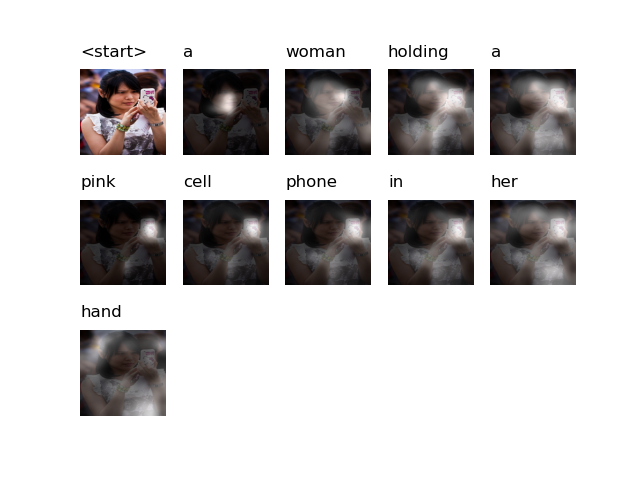 <start> a woman holding a
pink cell phone in her
hand